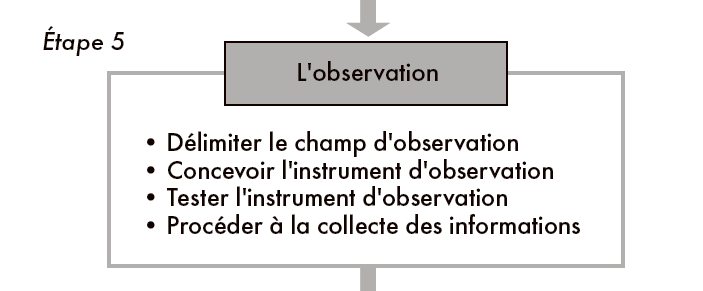 Étape 5
L'observation
• Délimiter le champ d'observation
• Concevoir l'instrument d'observation
• Tester l'instrument d'observation
• Procéder à la collecte des informations